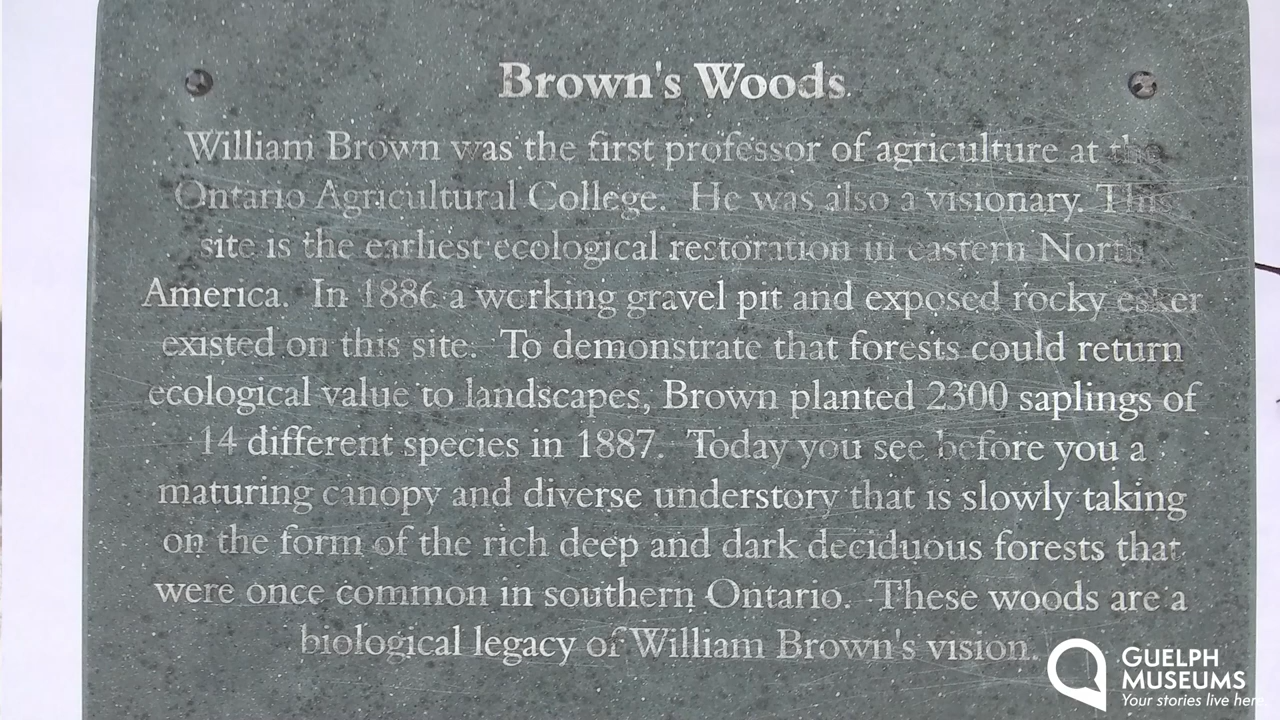 Brown's Woods
William Brown was the first professor of agriculture at the
Ontario Agricultural College. He was also a visionary. This
site is the earliest ecological restoration in eastern North
America. In 1886 a working gravel pit and exposed rocky esker
existed on this site. To demonstrate that forests could return
ecological value to landscapes, Brown planted 2300 saplings of
14 different species in 1887. Today you see before you a
maturing canopy and diverse understory that is slowly taking
on the form of the rich deep and dark deciduous forests that
were once common in southern Ontario. These woods are a
biological legacy of William Brown's vision.
GUELPH
MUSEUMS
Your stories live here